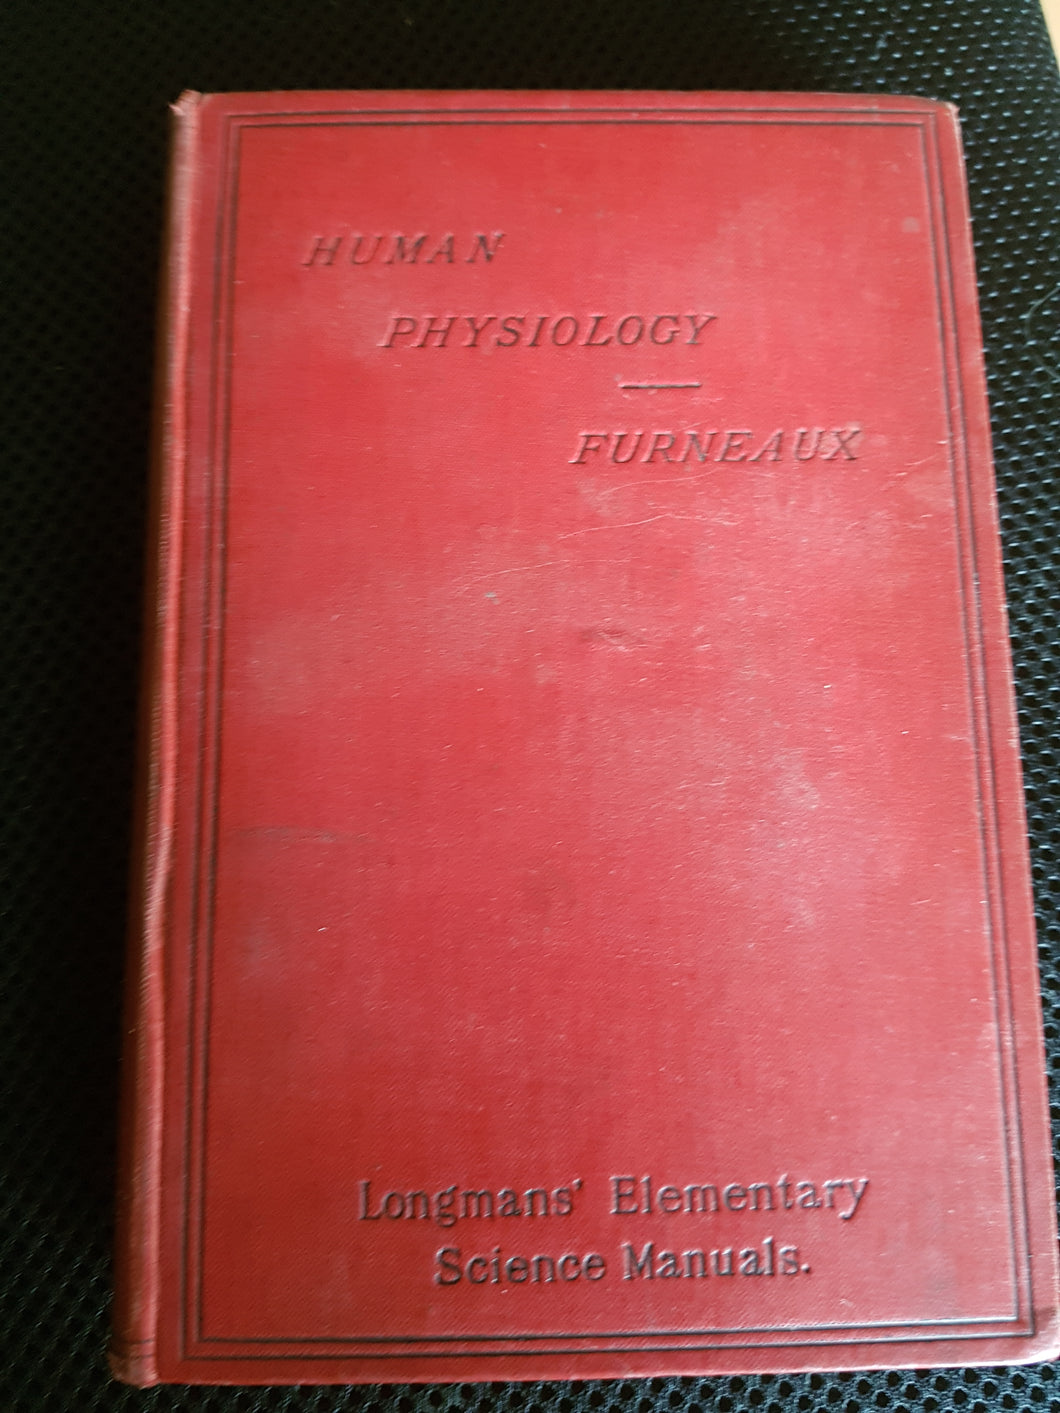 HUMAN
PHYSIOLOGY
FURNEAUX
Longmans' Elementary
Science Manuals.